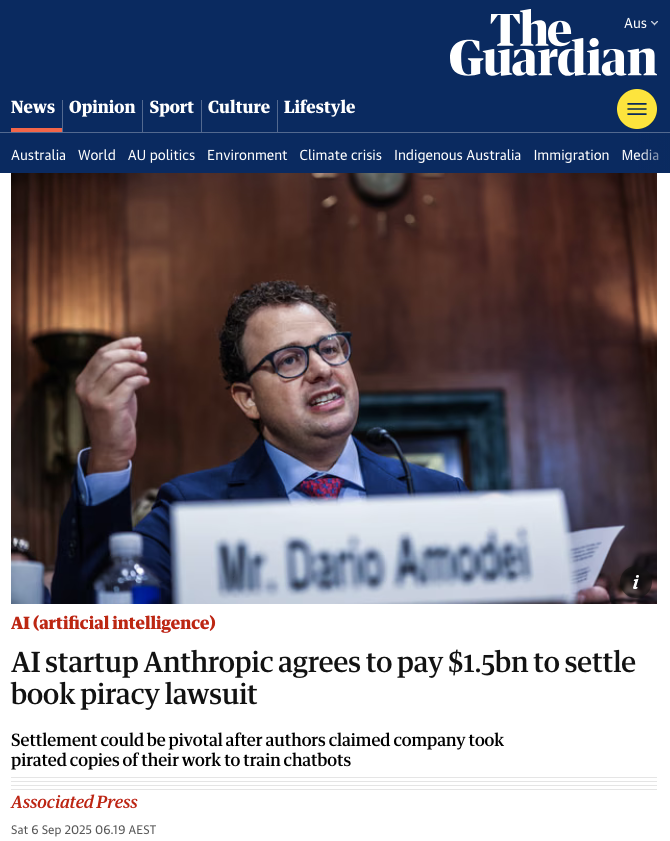 Aus
The
Guardian
News Opinion Sport Culture Lifestyle
Australia World AU politics Environment Climate crisis Indigenous Australia Immigration Media
Mr. Dario Amodei
i
AI (artificial intelligence)
AI startup Anthropic agrees to pay $1.5bn to settle
book piracy lawsuit
Settlement could be pivotal after authors claimed company took
pirated copies of their work to train chatbots
Associated Press
Sat 6 Sep 2025 06.19 AEST